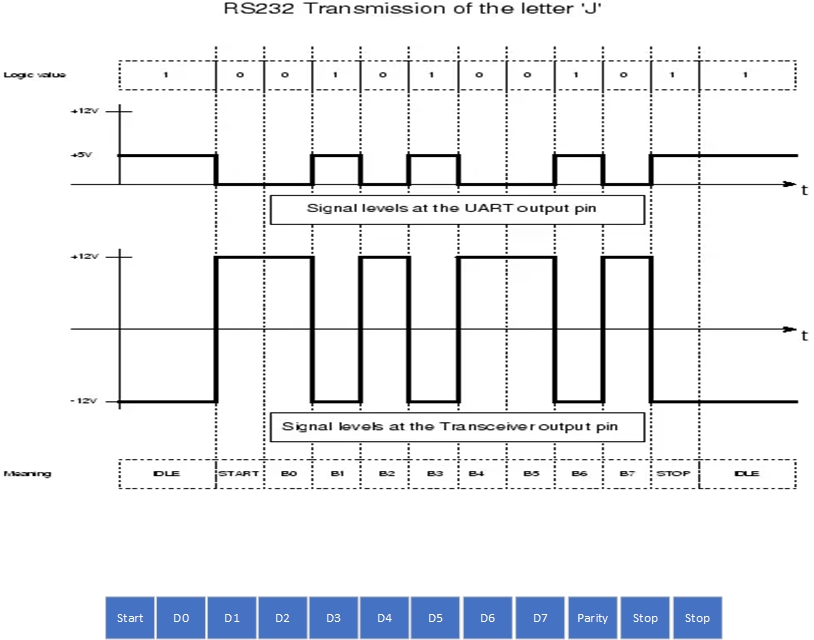 RS232 Transmission of the letter 'J'
Logic value 1 0 0 1 0 1 0 0 1 0 1 1
+12V
+5V
t
Signal levels at the UART output pin
+12V
t
-12V
Signal levels at the Transceiver output pin
Meaning IDLE START B0 B1 B2 B3 B4 B5 B6 B7 STOP IDLE
Start D0 D1 D2 D3 D4 D5 D6 D7 Parity Stop Stop